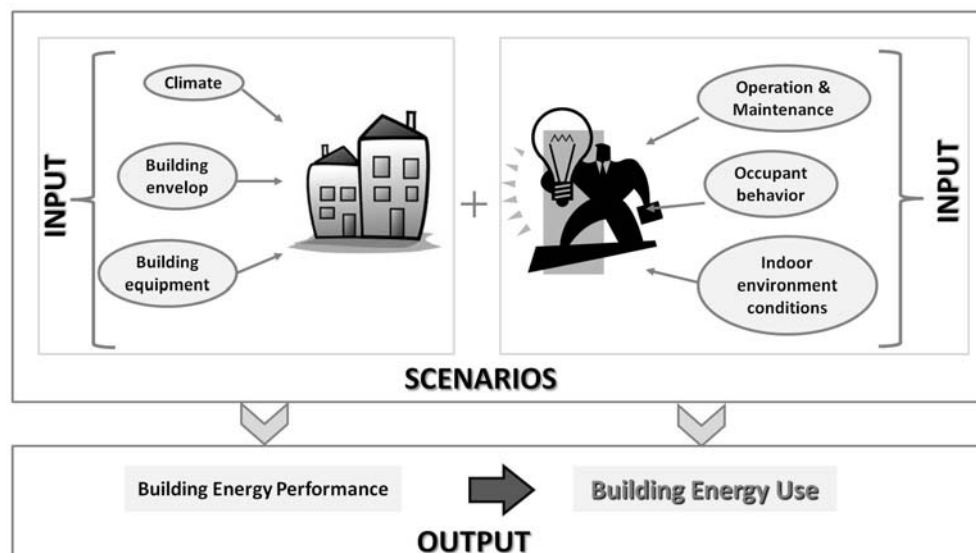 INPUT
Climate
Building
envelop
Building
equipment
+
Operation &
Maintenance
Occupant
behavior
Indoor
environment
conditions
INPUT
SCENARIOS
Building Energy Performance
Building Energy Use
OUTPUT